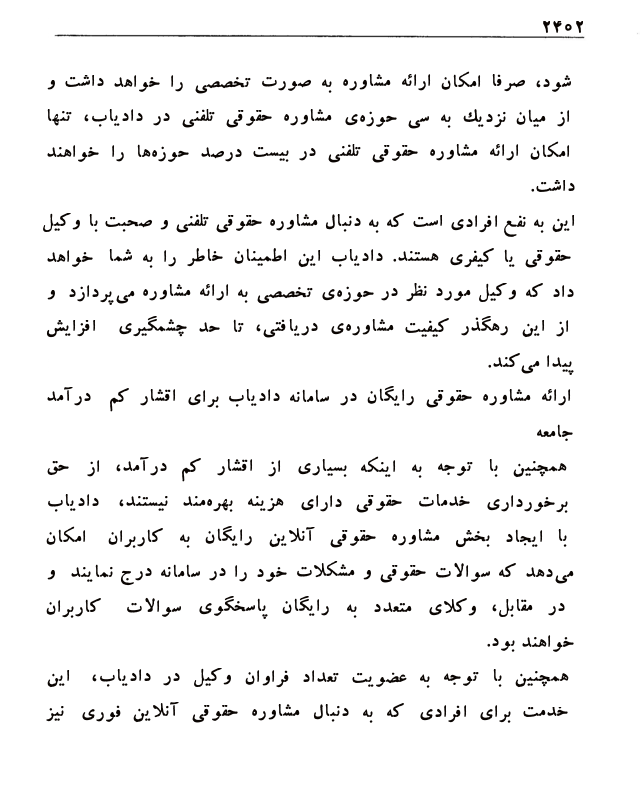 ۲۴۰۲
شود، صرفا امکان ارائه مشاوره به صورت تخصصی را خواهد داشت و
از میان نزدیك به سی حوزه‌ی مشاوره حقوقی تلفنی در دادیاب، تنها
امکان ارائه مشاوره حقوقی تلفنی در بیست درصد حوزه‌ها را خواهند
داشت.
این به نفع افرادی است که به دنبال مشاوره حقوقی تلفنی و صحبت با وکیل
حقوقی یا کیفری هستند. دادیاب این اطمینان خاطر را به شما خواهد
داد که وکیل مورد نظر در حوزه‌ی تخصصی به ارائه مشاوره می‌پردازد و
از این رهگذر کیفیت مشاوره‌ی دریافتی، تا حد چشمگیری افزایش
پیدا می‌کند.
ارائه مشاوره حقوقی رایگان در سامانه دادیاب برای اقشار کم درآمد
جامعه
همچنین با توجه به اینکه بسیاری از اقشار کم درآمد، از حق
برخورداری خدمات حقوقی دارای هزینه بهره‌مند نیستند، دادیاب
با ایجاد بخش مشاوره حقوقی آنلاین رایگان به کاربران امکان
می‌دهد که سوالات حقوقی و مشکلات خود را در سامانه درج نمایند و
در مقابل، وکلای متعدد به رایگان پاسخگوی سوالات کاربران
خواهند بود.
همچنین با توجه به عضویت تعداد فراوان وکیل در دادیاب، این
خدمت برای افرادی که به دنبال مشاوره حقوقی آنلاین فوری نیز